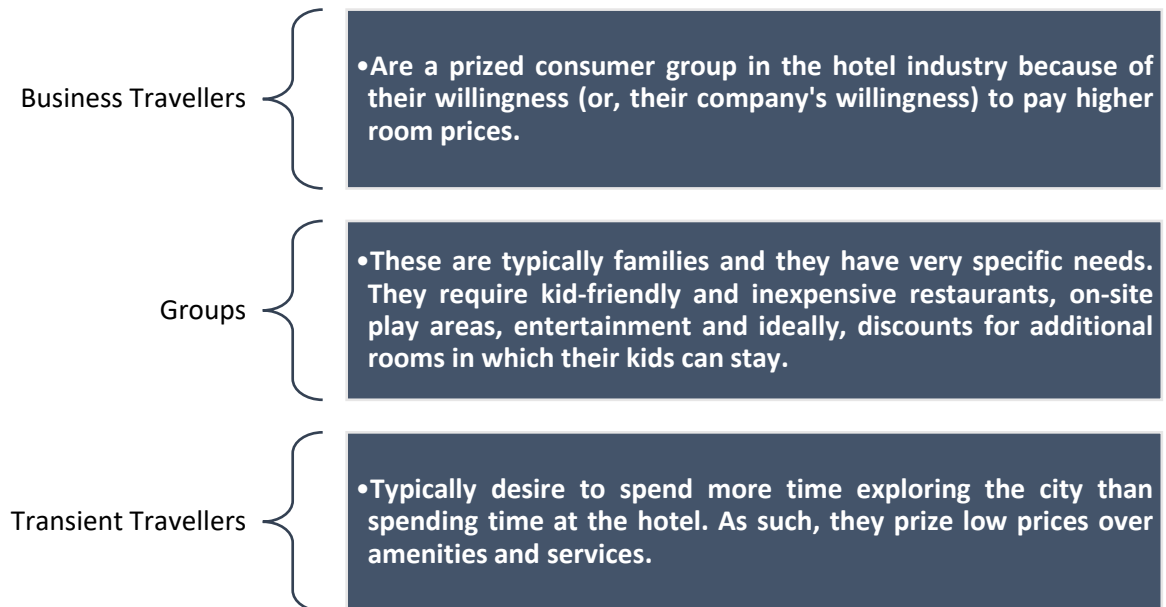 Business Travellers
•Are a prized consumer group in the hotel industry because of
their willingness (or, their company's willingness) to pay higher
room prices.
Groups
•These are typically families and they have very specific needs.
They require kid-friendly and inexpensive restaurants, on-site
play areas, entertainment and ideally, discounts for additional
rooms in which their kids can stay.
Transient Travellers
•Typically desire to spend more time exploring the city than
spending time at the hotel. As such, they prize low prices over
amenities and services.